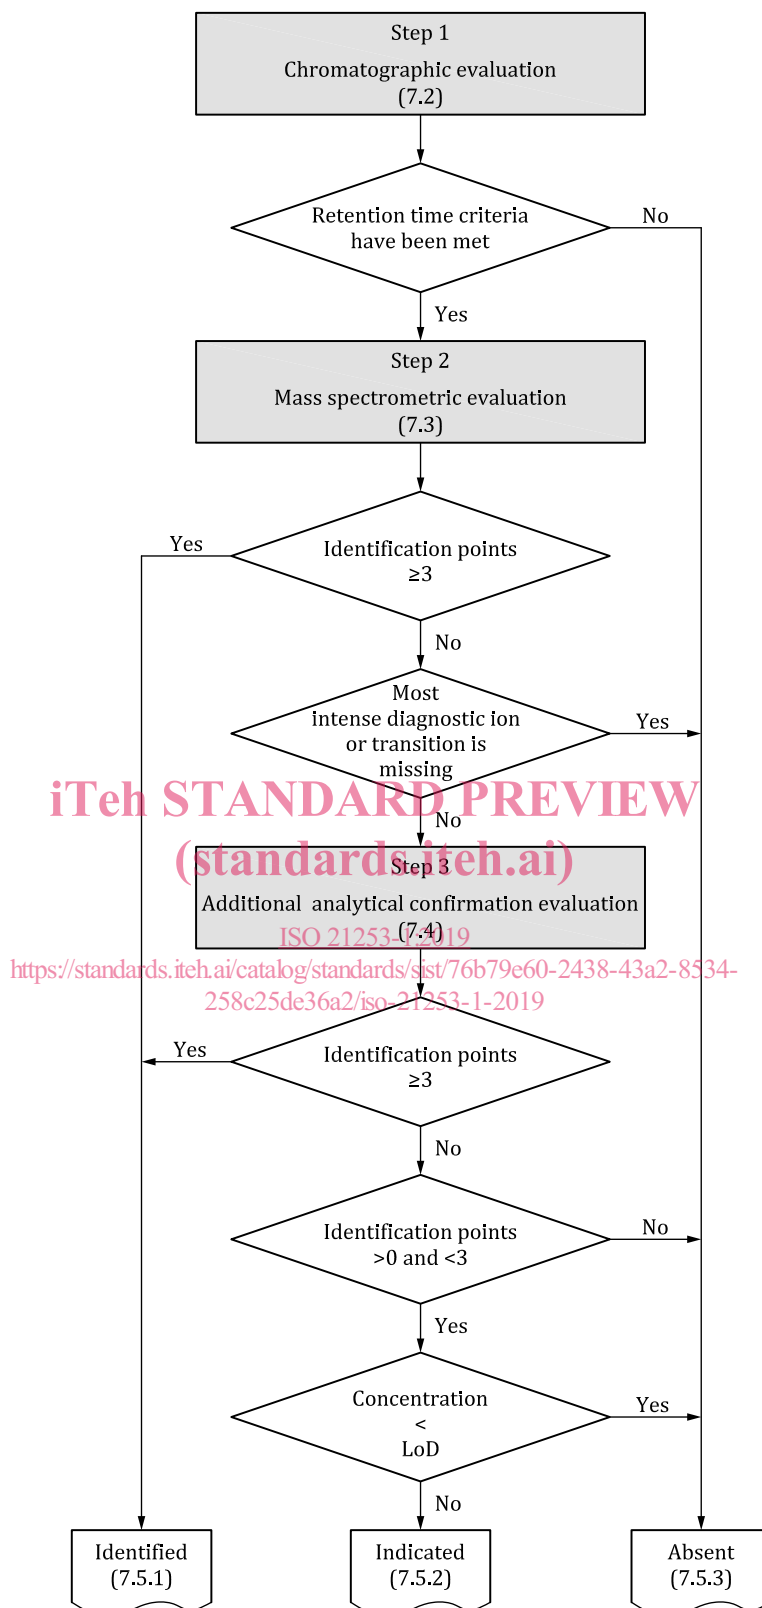 Step 1
Chromatographic evaluation
(7.2)
Retention time criteria
have been met
No
Yes
Step 2
Mass spectrometric evaluation
(7.3)
Yes
Identification points
≥3
No
Most
intense diagnostic ion
or transition is
missing
Yes
iTeh STANDARD PREVIEW
No
(standards.iteh.ai)
Step 3
Additional analytical confirmation evaluation
(7.4)
ISO 21253-1:2019
https://standards.iteh.ai/catalog/standards/sist/76b79e60-2438-43a2-8534-
258c25de36a2/iso-21253-1-2019
Yes
Identification points
≥3
No
Identification points
>0 and <3
No
Yes
Concentration
<
LoD
Yes
No
Identified
(7.5.1)
Indicated
(7.5.2)
Absent
(7.5.3)